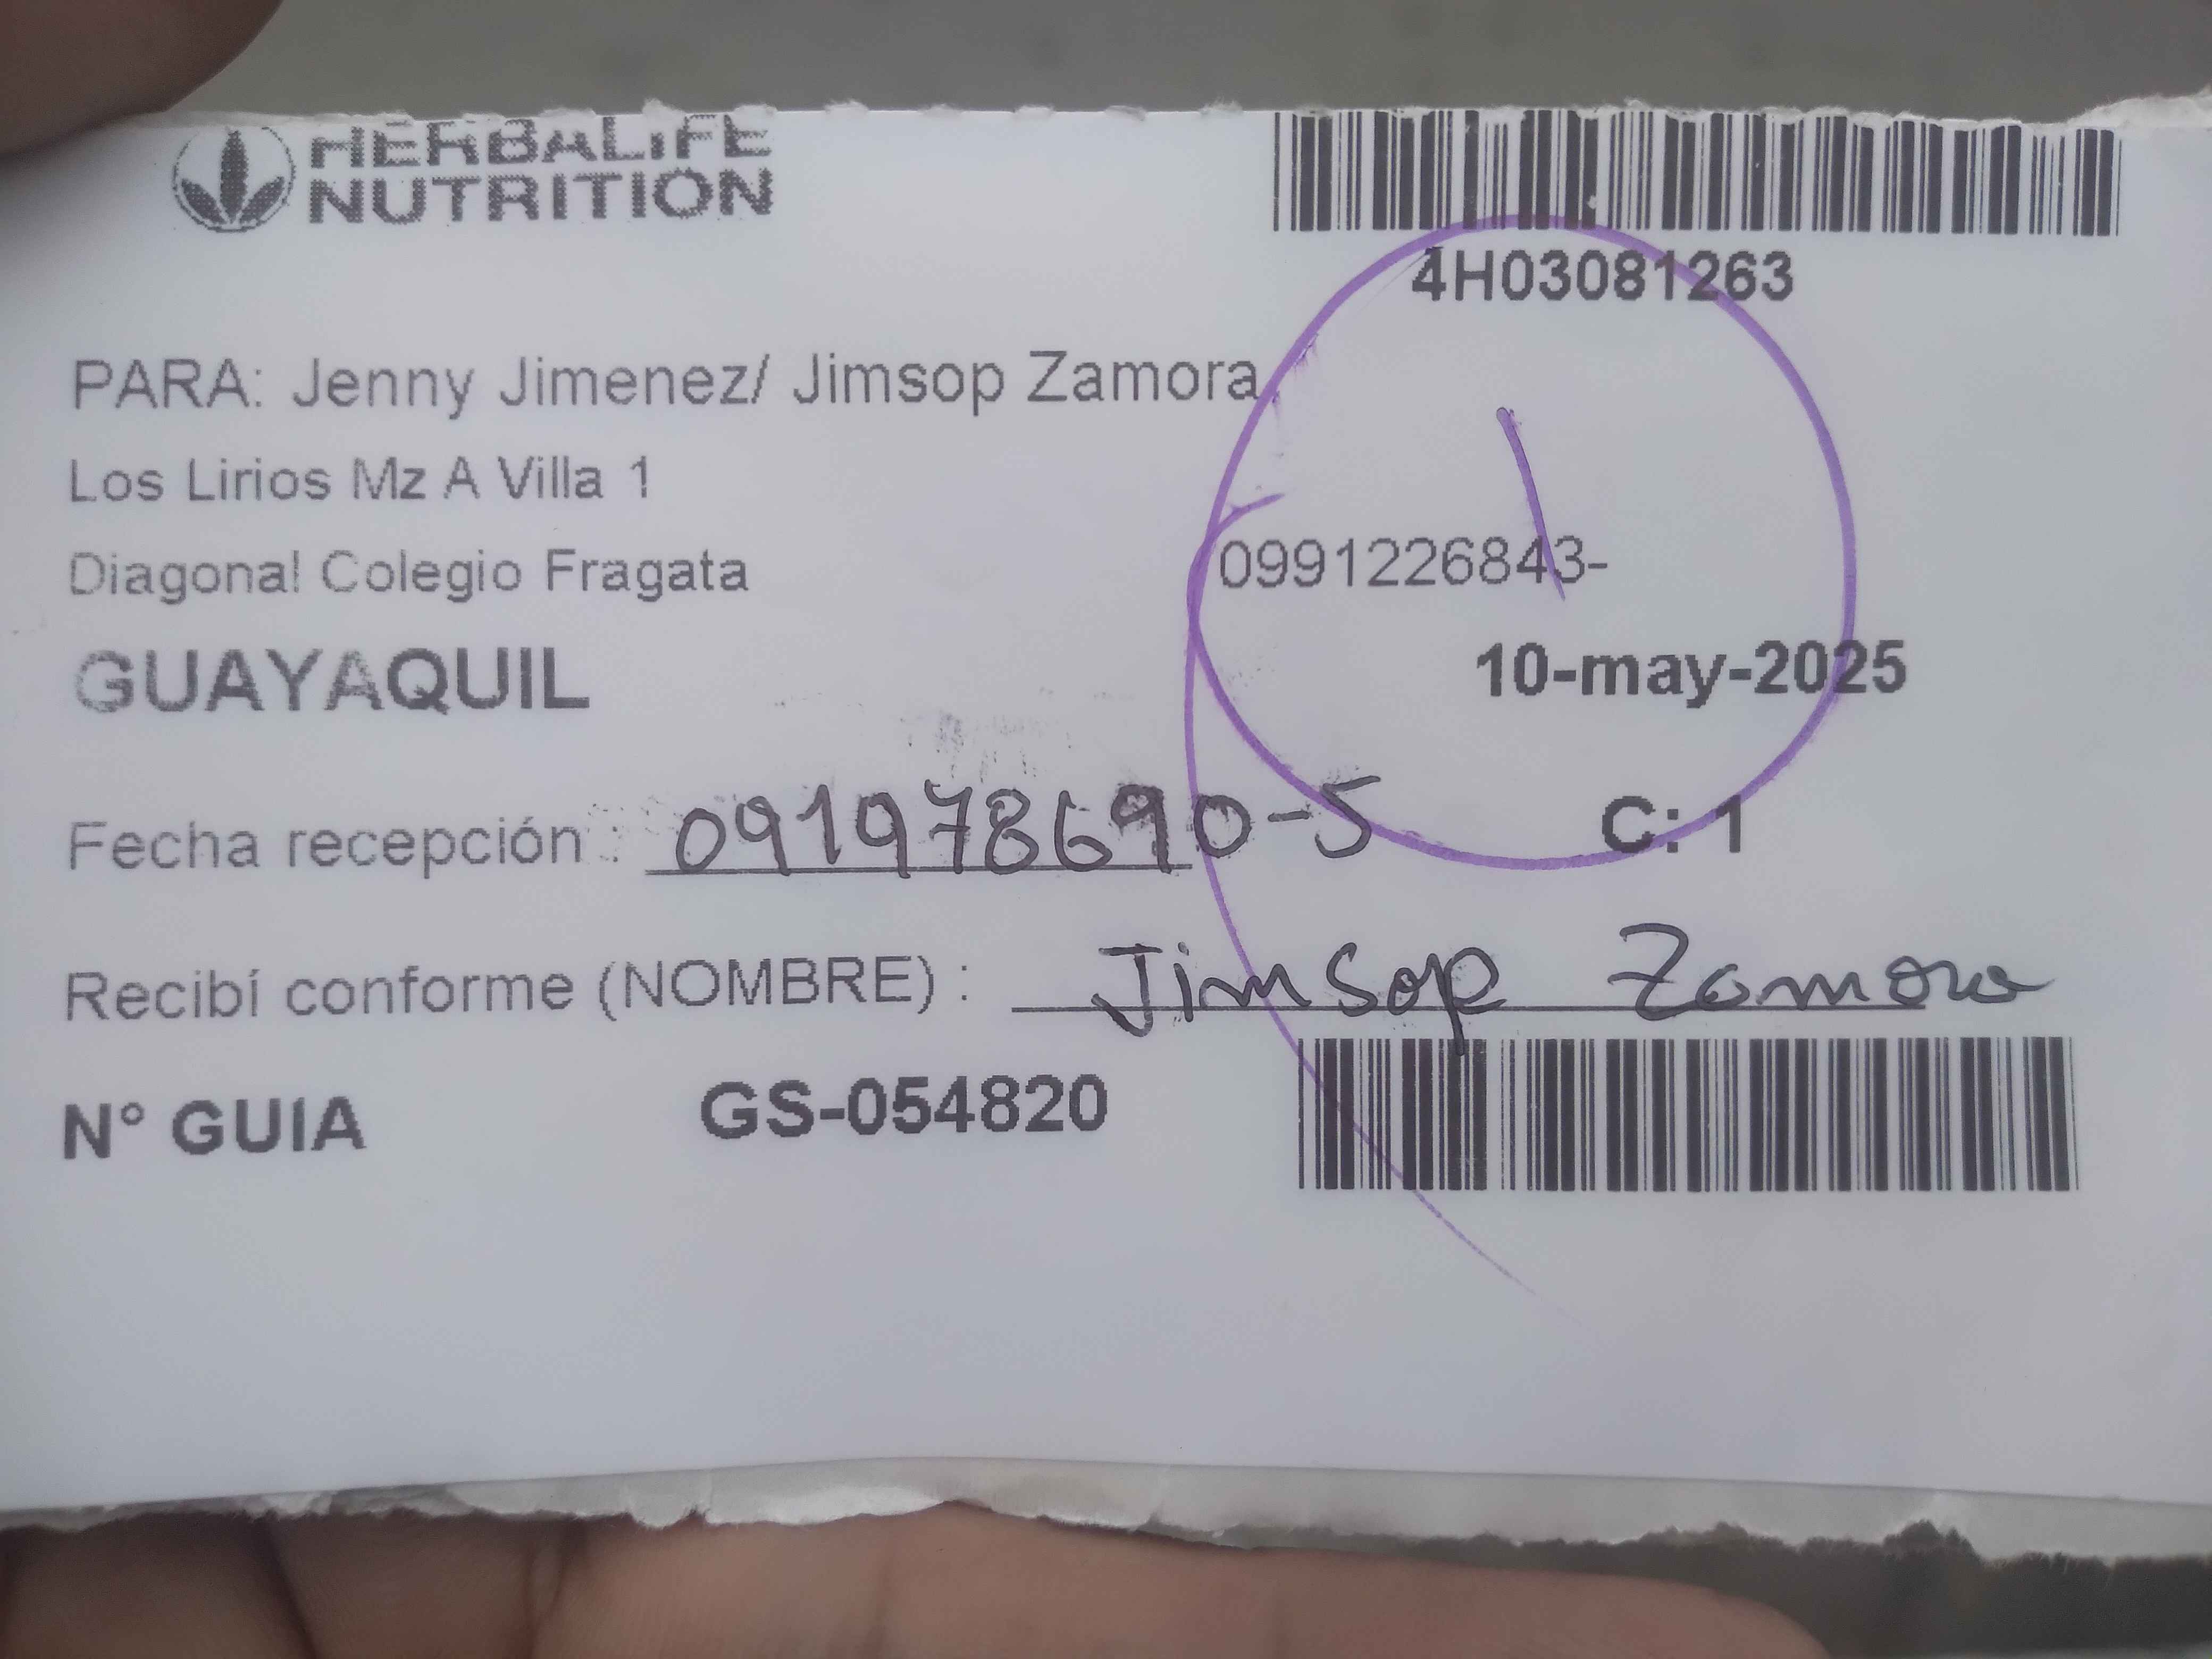 HERBALIFE
NUTRITION
4H03081263
PARA: Jenny Jimenez/ Jimsop Zamora
Los Lirios Mz A Villa 1
Diagonal Colegio Fragata
0991226843-
GUAYAQUIL
10-may-2025
Fecha recepción : 091978690-5
C: 1
Recibí conforme (NOMBRE) : Jimsop Zamora
N° GUIA GS-054820